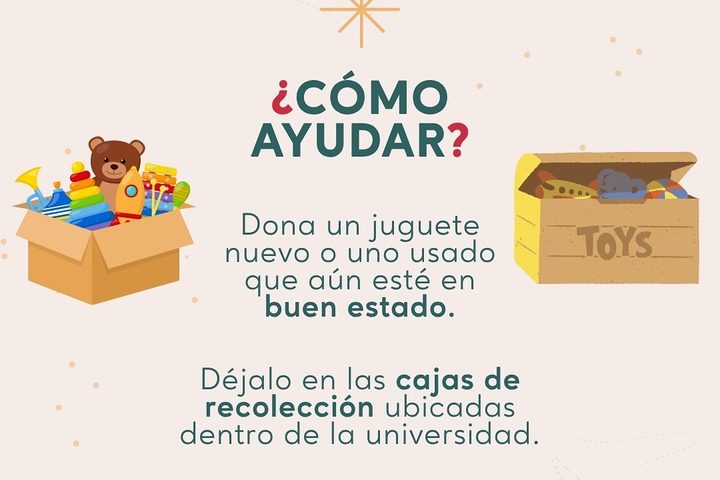 ¿CÓMO
AYUDAR?
Dona un juguete
nuevo o uno usado
que aún esté en
buen estado.
TOYS
Déjalo en las cajas de
recolección ubicadas
dentro de la universidad.